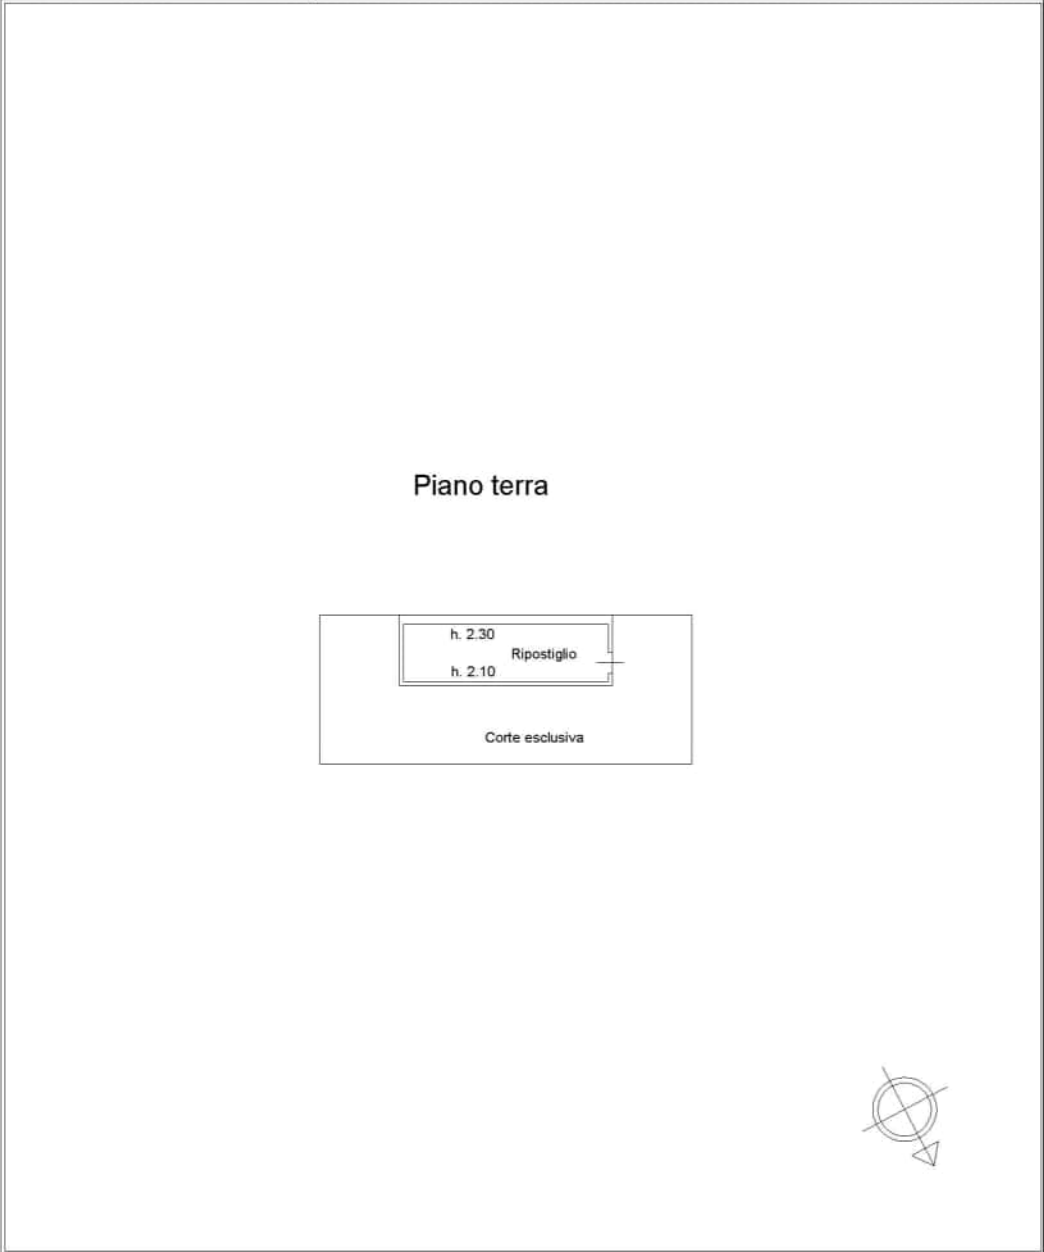 Piano terra
h. 2.30
Ripostiglio
h. 2.10
Corte esclusiva